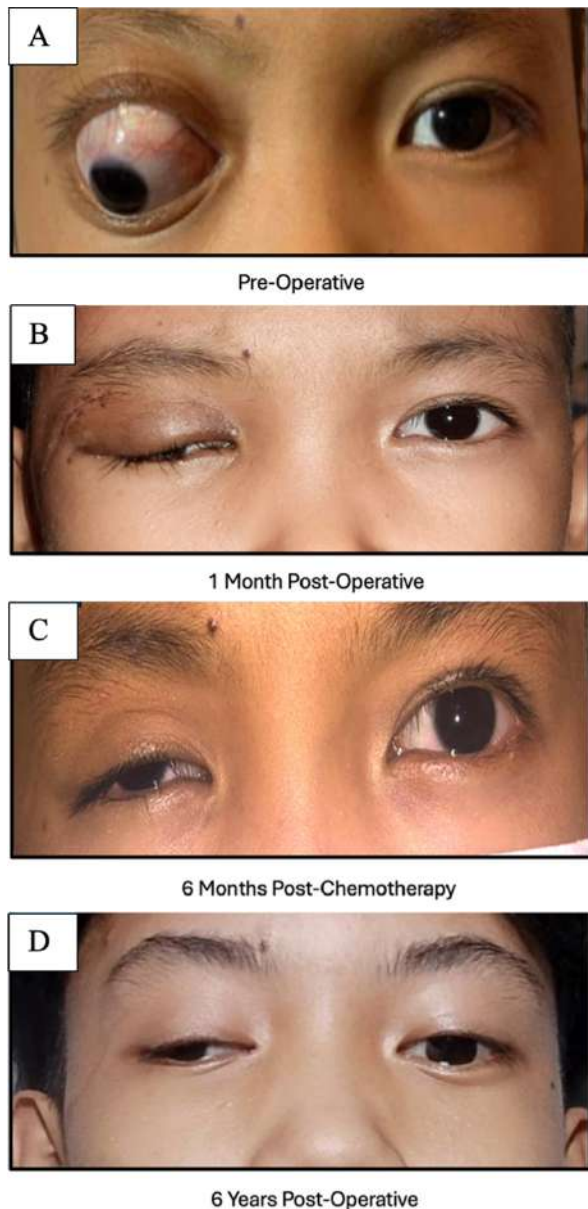 A
Pre-Operative
B
1 Month Post-Operative
C
6 Months Post-Chemotherapy
D
6 Years Post-Operative